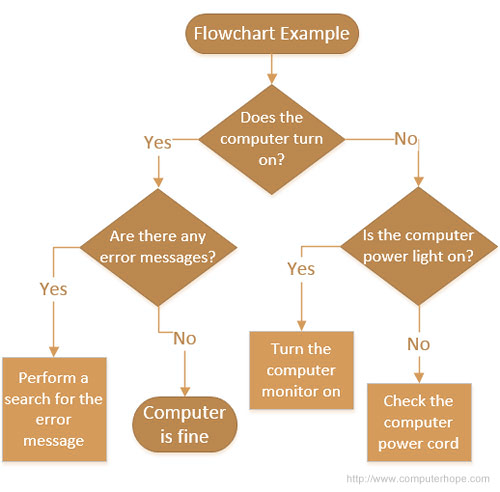 Flowchart Example
Does the
computer turn
on?
Yes
No
Are there any
error messages?
Is the computer
power light on?
Yes
Yes
No
No
Turn the
computer
monitor on
Perform a
search for the
error
message
Computer
is fine
Check the
computer
power cord
http://www.computerhope.com